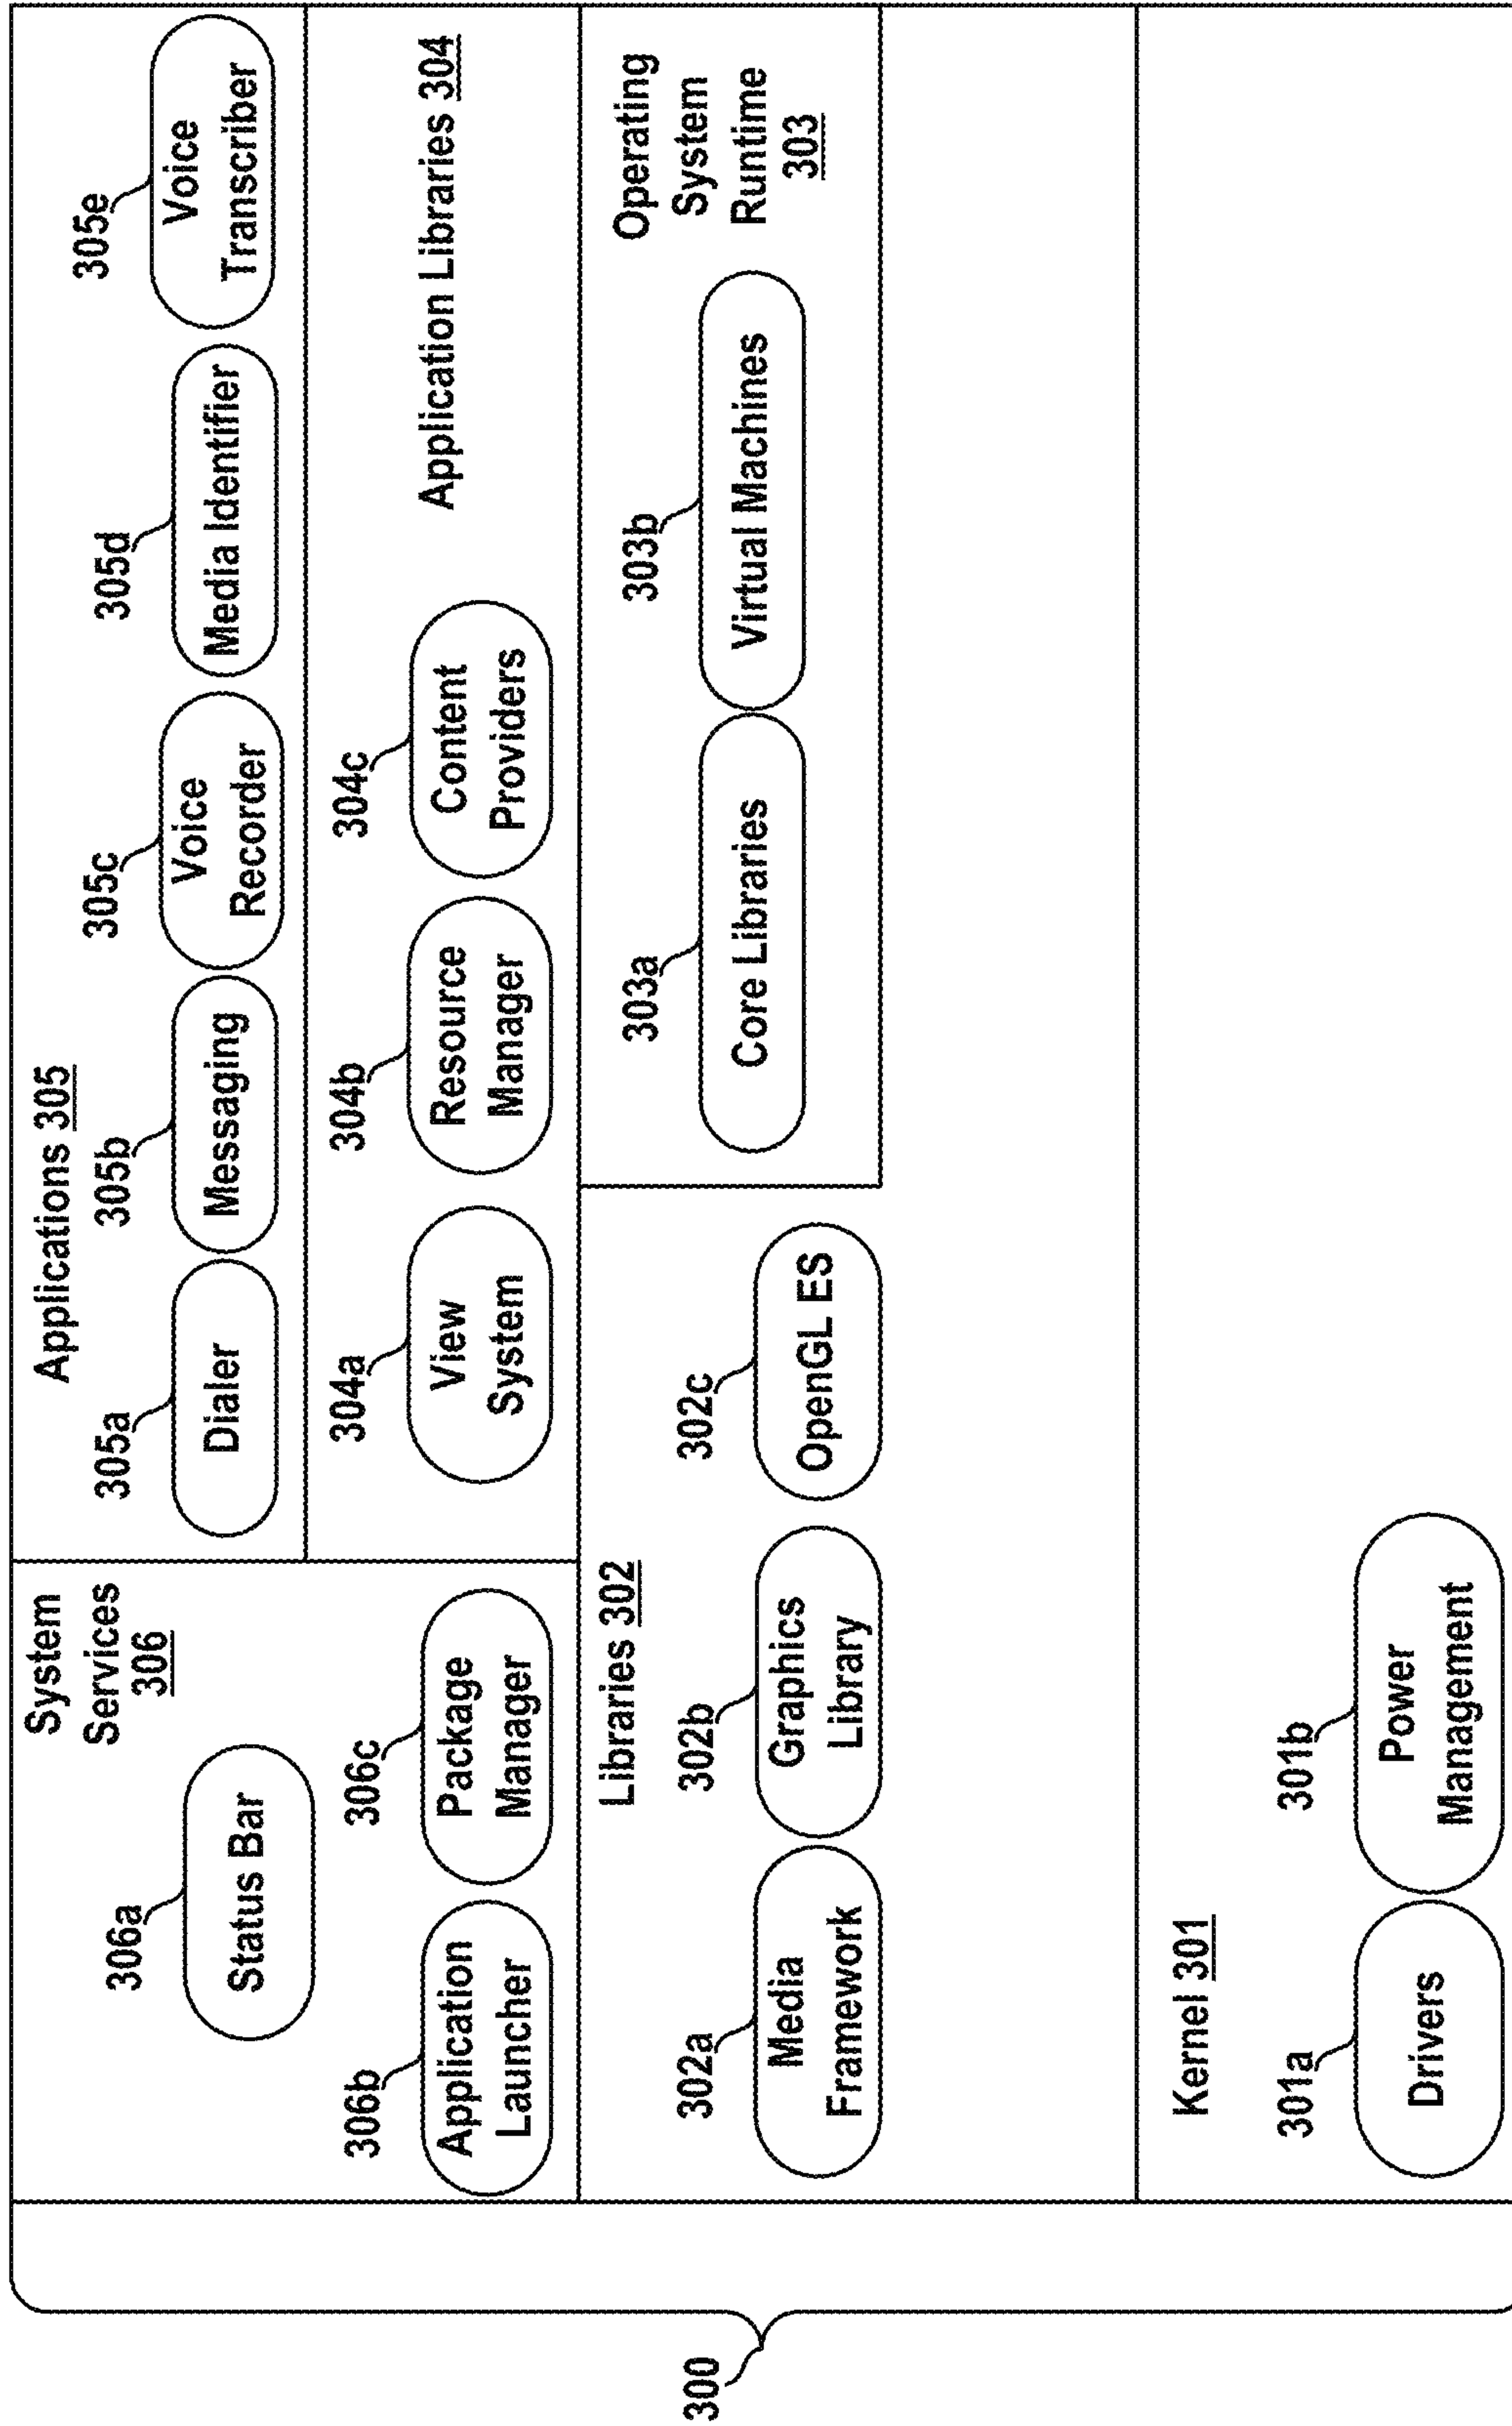 300
System
Services
306
306a
Status Bar
306b
Application
Launcher
306c
Package
Manager
Applications 305
305a
Dialer
305b
Messaging
305c
Voice
Recorder
305d
Media Identifier
305e
Voice
Transcriber
304a
View
System
304b
Resource
Manager
304c
Content
Providers
Application Libraries 304
Libraries 302
302a
Media
Framework
302b
Graphics
Library
302c
OpenGL ES
303a
Core Libraries
303b
Virtual Machines
Operating
System
Runtime
303
Kernel 301
301a
Drivers
301b
Power
Management